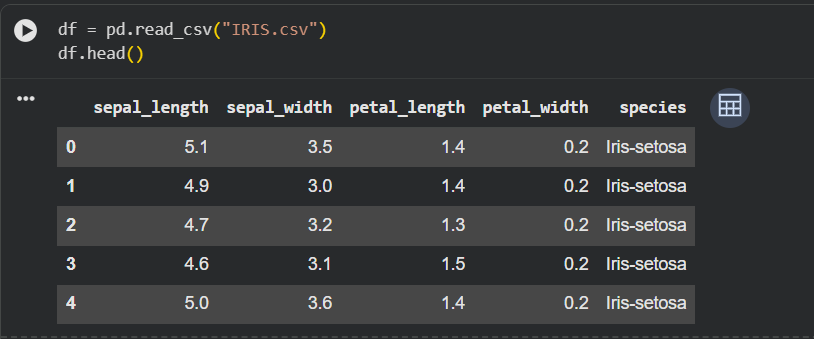 df = pd.read_csv("IRIS.csv")
df.head()
sepal_length sepal_width petal_length petal_width species
0 5.1 3.5 1.4 0.2 Iris-setosa
1 4.9 3.0 1.4 0.2 Iris-setosa
2 4.7 3.2 1.3 0.2 Iris-setosa
3 4.6 3.1 1.5 0.2 Iris-setosa
4 5.0 3.6 1.4 0.2 Iris-setosa